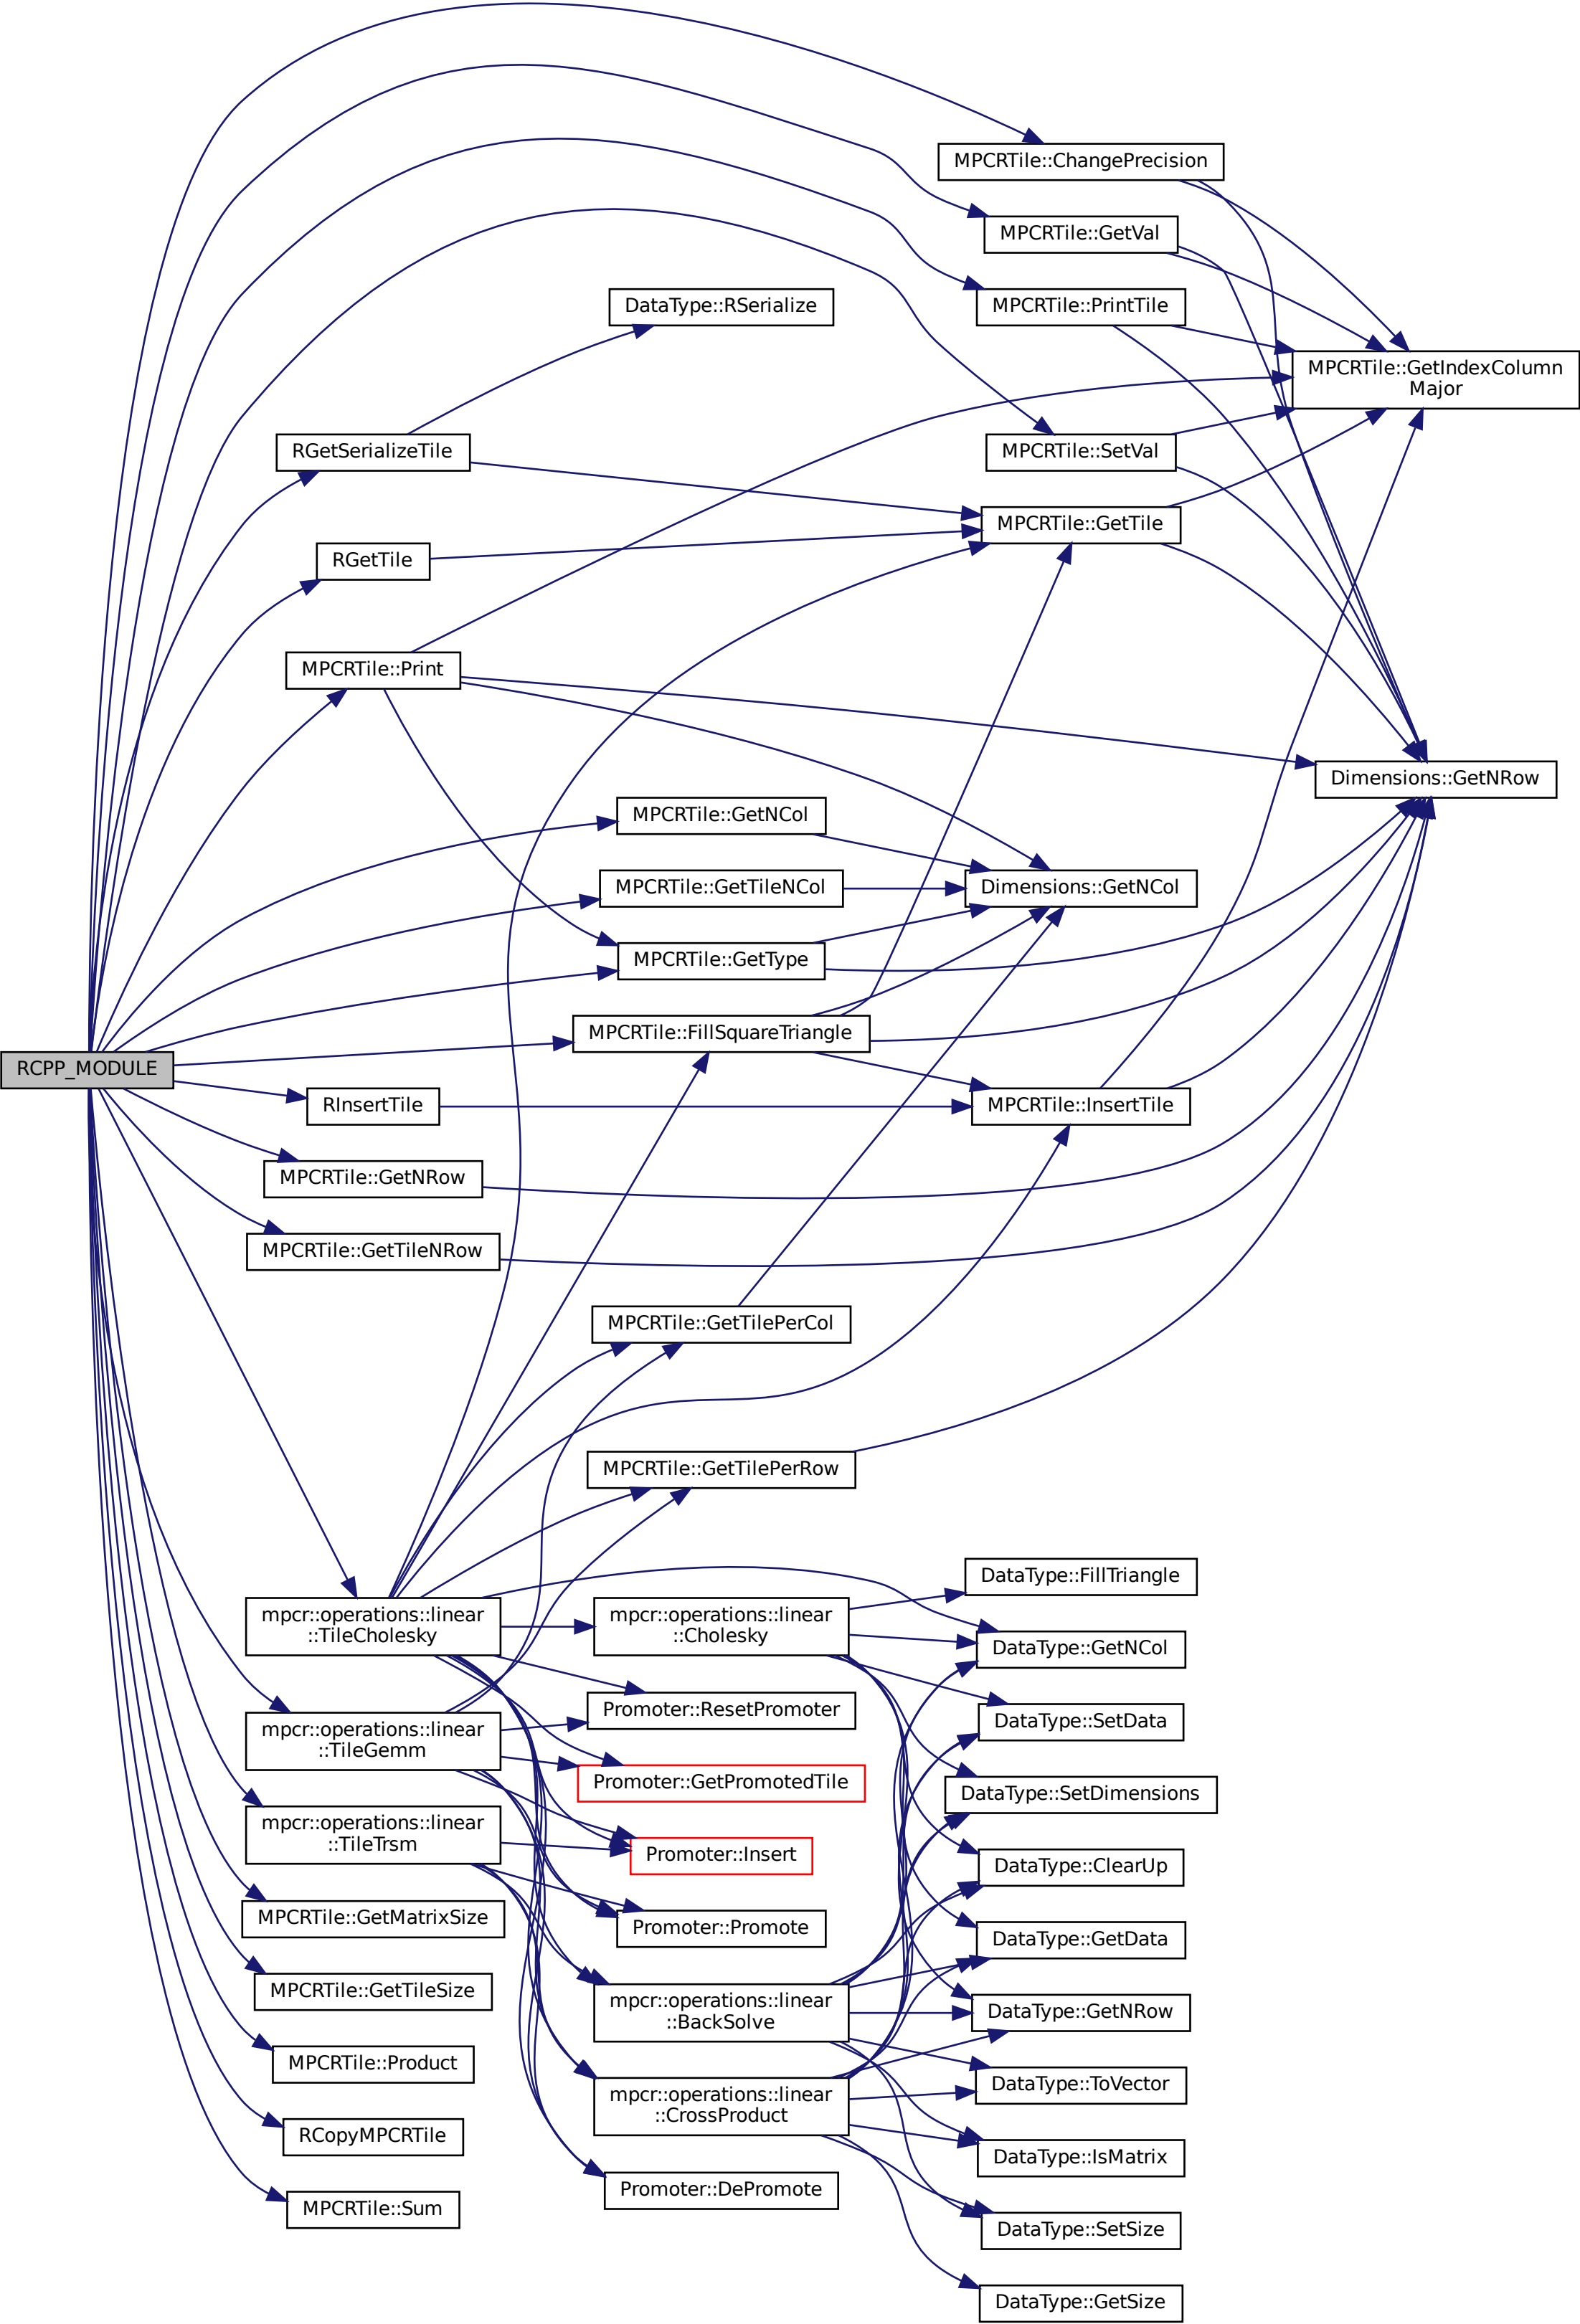 RCPP_MODULE
MPCRTile::ChangePrecision
MPCRTile::GetVal
MPCRTile::PrintTile
DataType::RSerialize
MPCRTile::GetIndexColumn
Major
RGetSerializeTile
MPCRTile::SetVal
MPCRTile::GetTile
RGetTile
MPCRTile::Print
Dimensions::GetNRow
MPCRTile::GetNCol
MPCRTile::GetTileNCol
Dimensions::GetNCol
MPCRTile::GetType
MPCRTile::FillSquareTriangle
RInsertTile
MPCRTile::InsertTile
MPCRTile::GetNRow
MPCRTile::GetTileNRow
MPCRTile::GetTilePerCol
MPCRTile::GetTilePerRow
DataType::FillTriangle
mpcr::operations::linear
::TileCholesky
mpcr::operations::linear
::Cholesky
DataType::GetNCol
Promoter::ResetPromoter
DataType::SetData
mpcr::operations::linear
::TileGemm
Promoter::GetPromotedTile
DataType::SetDimensions
mpcr::operations::linear
::TileTrsm
Promoter::Insert
DataType::ClearUp
MPCRTile::GetMatrixSize
Promoter::Promote
DataType::GetData
MPCRTile::GetTileSize
mpcr::operations::linear
::BackSolve
DataType::GetNRow
MPCRTile::Product
mpcr::operations::linear
::CrossProduct
DataType::ToVector
RCopyMPCRTile
DataType::IsMatrix
Promoter::DePromote
MPCRTile::Sum
DataType::SetSize
DataType::GetSize